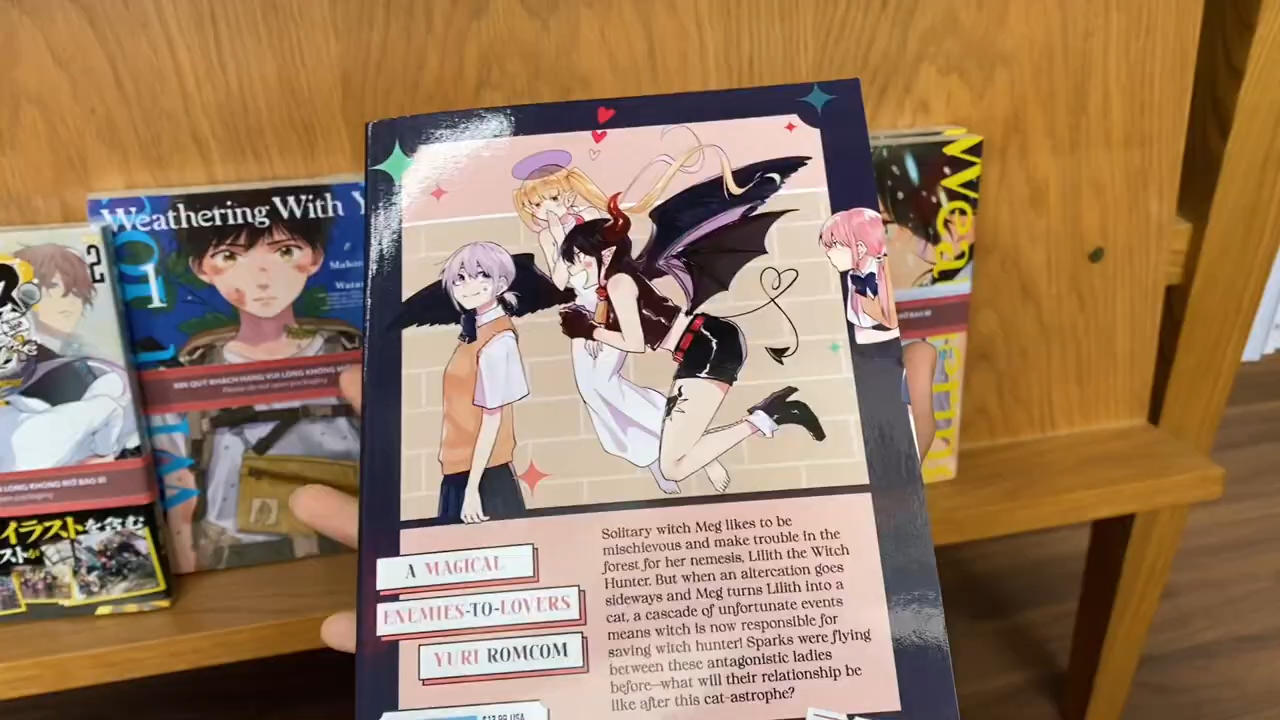 2
イラストを含む
Weathering With
1
XIN QUÝ KHÁCH HÀNG VUI LÒNG KHÔNG
Please do not open packaging
Wea
A MAGICAL
ENEMIES-TO-LOVERS
YURI ROMCOM
Solitary witch Meg likes to be
mischievous and make trouble in the
forest for her nemesis, Lilith the Witch
Hunter. But when an altercation goes
sideways and Meg turns Lilith into a
cat, a cascade of unfortunate events
means witch is now responsible for
saving witch hunter! Sparks were flying
between these antagonistic ladies
before—what will their relationship be
like after this cat-astrophe?
$13.99 USA